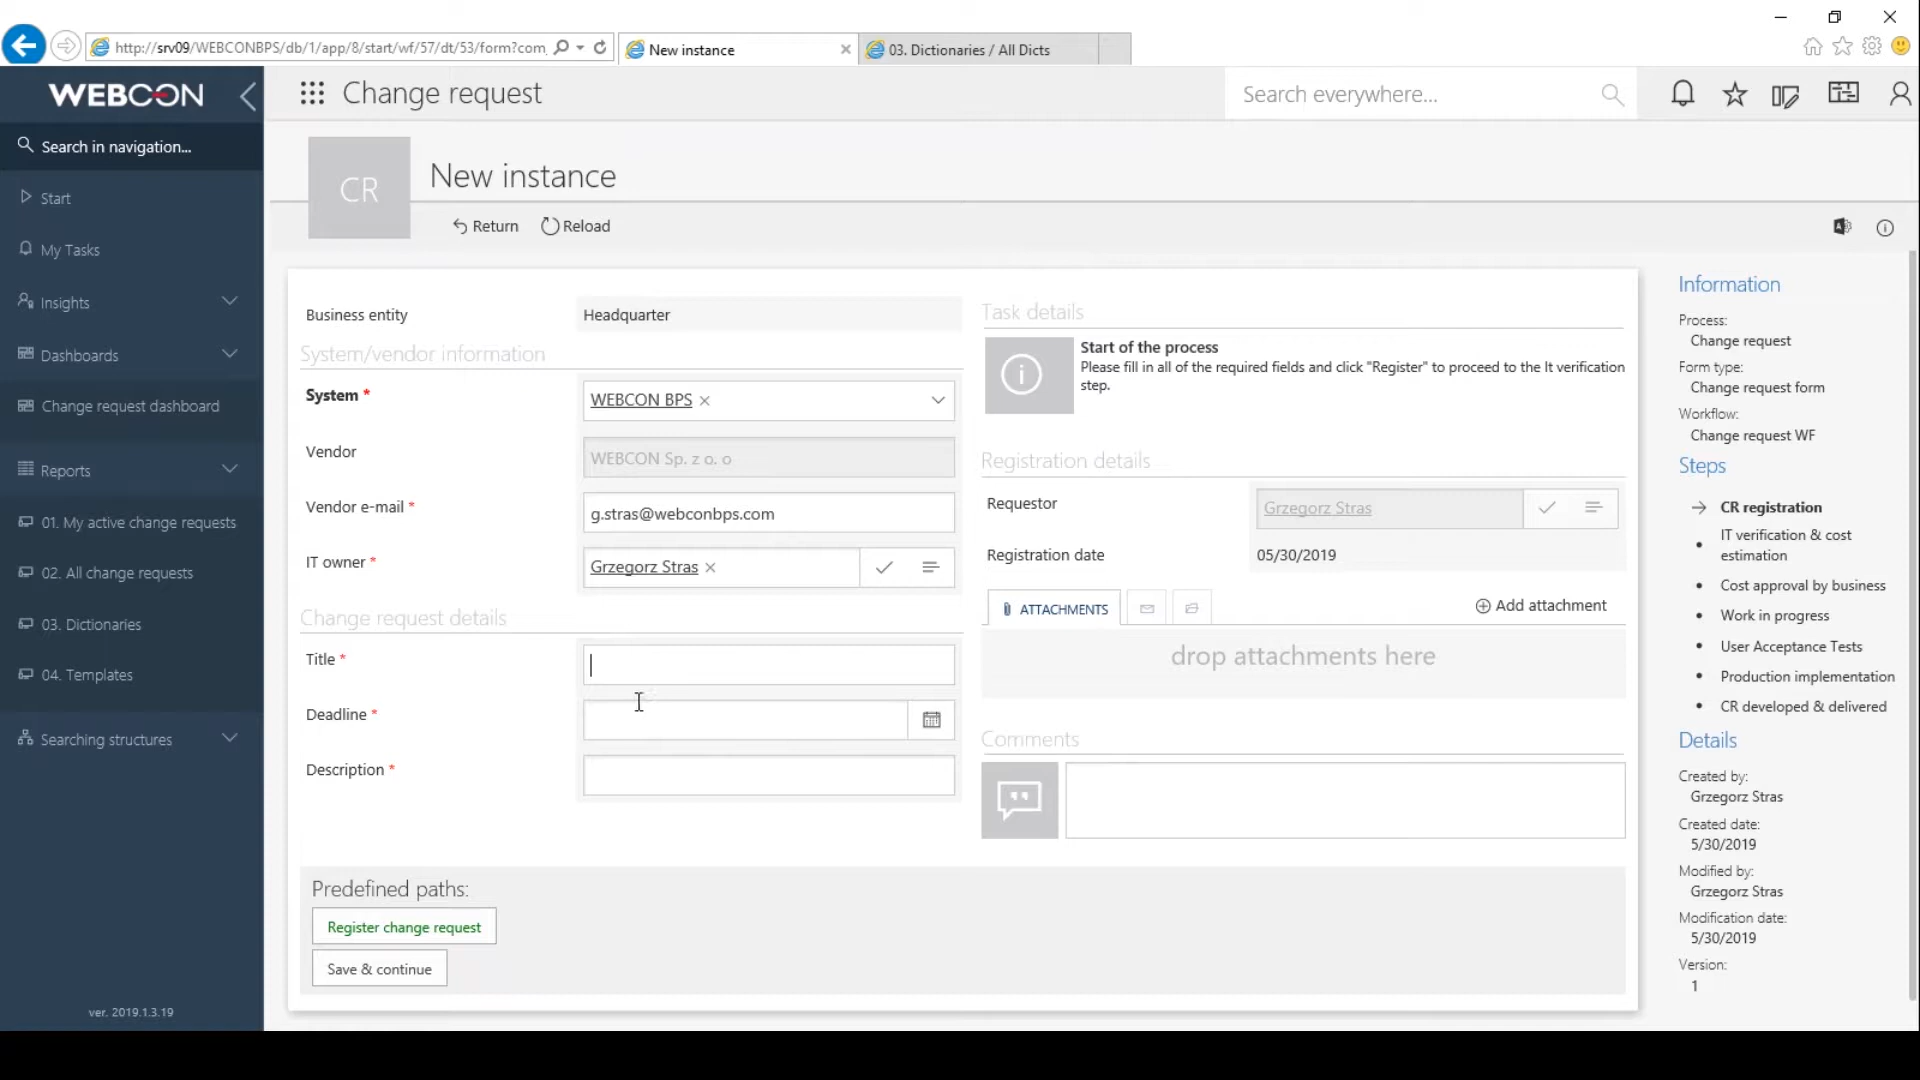 http://srv09/WEBCONBPS/db/1/app/8/start/wf/57/dt/53/form?com
New instance
03. Dictionaries / All Dicts
WEBCON
Change request
Search everywhere...
Search in navigation...
Start
My Tasks
Insights
Dashboards
Change request dashboard
Reports
01. My active change requests
02. All change requests
03. Dictionaries
04. Templates
Searching structures
ver. 2019.1.3.19
CR
New instance
Return
Reload
Business entity
Headquarter
System/vendor information
System *
WEBCON BPS
Vendor
WEBCON Sp. z o. o
Vendor e-mail *
g.stras@webconbps.com
IT owner *
Grzegorz Stras
Change request details
Title *
Deadline *
Description *
Task details
Start of the process
Please fill in all of the required fields and click "Register" to proceed to the It verification
step.
Registration details
Requestor
Grzegorz Stras
Registration date
05/30/2019
ATTACHMENTS
Add attachment
drop attachments here
Comments
Predefined paths:
Register change request
Save & continue
Information
Process:
Change request
Form type:
Change request form
Workflow:
Change request WF
Steps
CR registration
IT verification & cost
estimation
Cost approval by business
Work in progress
User Acceptance Tests
Production implementation
CR developed & delivered
Details
Created by:
Grzegorz Stras
Created date:
5/30/2019
Modified by:
Grzegorz Stras
Modification date:
5/30/2019
Version:
1